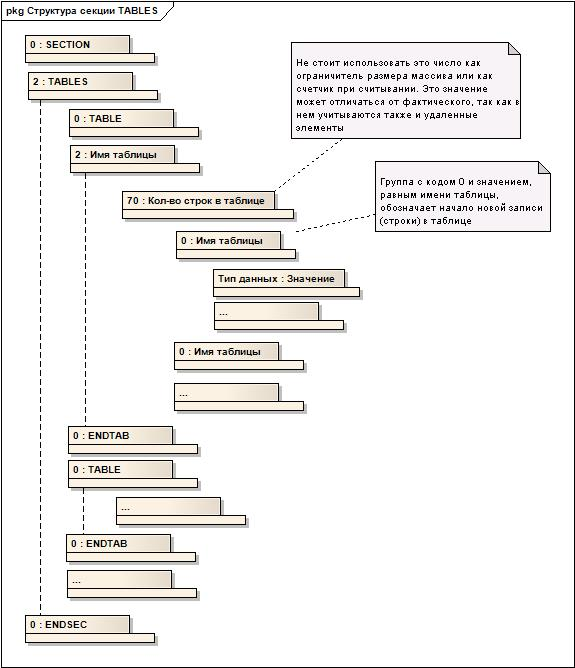 pkg Структура секции TABLES
0 : SECTION
2 : TABLES
0 : TABLE
2 : Имя таблицы
Не стоит использовать это число как
ограничитель размера массива или как
счетчик при считывании. Это значение
может отличаться от фактического, так как в
нем учитываются также и удаленные
элементы
70 : Кол-во строк в таблице
Группа с кодом 0 и значением,
равным имени таблицы,
обозначает начало новой записи
(строки) в таблице
0 : Имя таблицы
Тип данных : Значение
...
0 : Имя таблицы
...
0 : ENDTAB
0 : TABLE
...
0 : ENDTAB
...
0 : ENDSEC